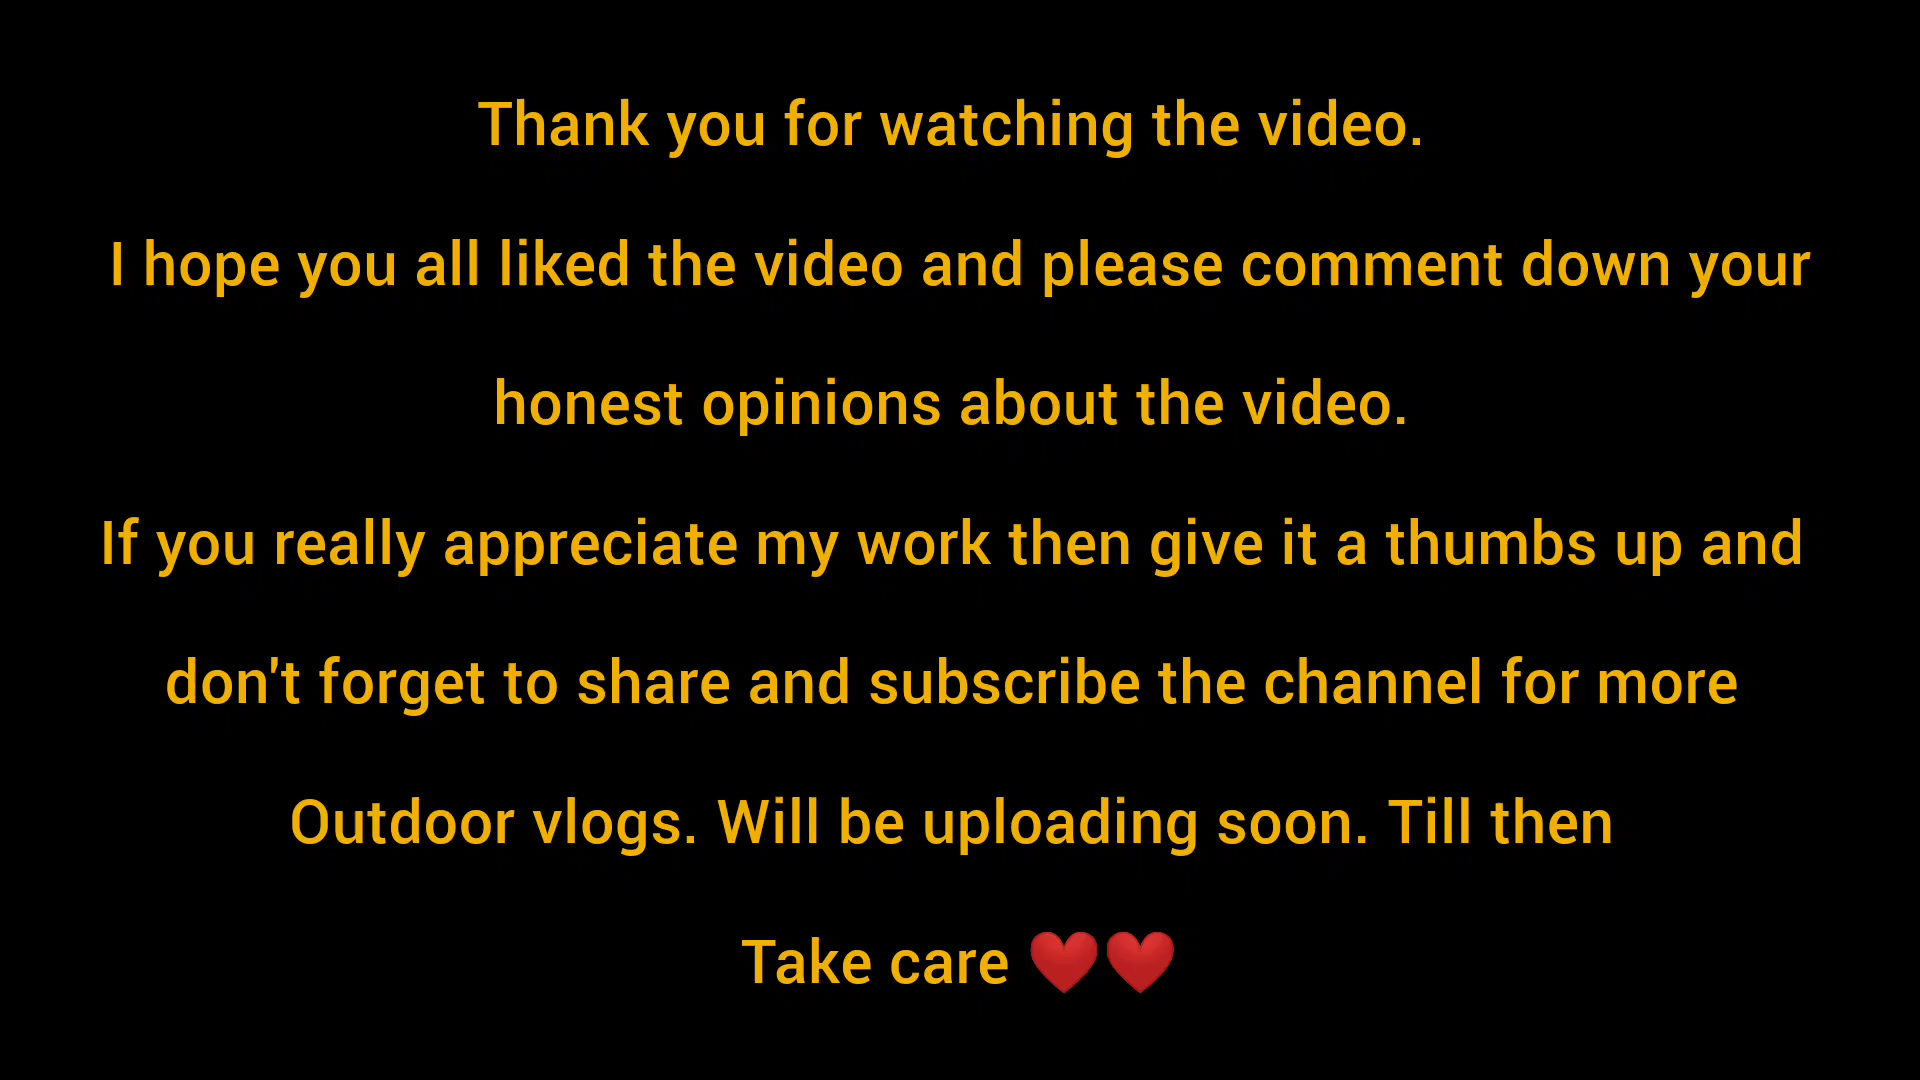 Thank you for watching the video.
I hope you all liked the video and please comment down your
honest opinions about the video.
If you really appreciate my work then give it a thumbs up and
don't forget to share and subscribe the channel for more
Outdoor vlogs. Will be uploading soon. Till then
Take care ❤️❤️